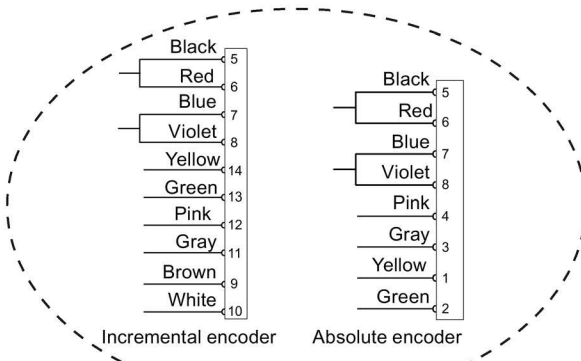 Black 5
Red 6
Blue 7
Violet 8
Yellow 14
Green 13
Pink 12
Gray 11
Brown 9
White 10
Incremental encoder
Black 5
Red 6
Blue 7
Violet 8
Pink 4
Gray 3
Yellow 1
Green 2
Absolute encoder